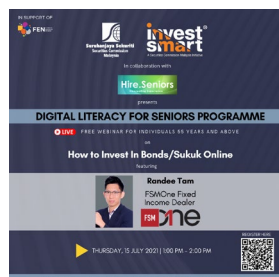 IN SUPPORT OF
FEN
Suruhanjaya Sekuriti
Securities Commission
Malaysia
invest
smart
In collaboration with
Hire.Seniors
presents
DIGITAL LITERACY FOR SENIORS PROGRAMME
LIVE FREE WEBINAR FOR INDIVIDUALS 55 YEARS AND ABOVE
on
How to Invest In Bonds/Sukuk Online
featuring
Randee Tam
FSMOne Fixed
Income Dealer
FSM one
REGISTER HERE
THURSDAY, 15 JULY 2021 | 1:00 PM - 2:00 PM